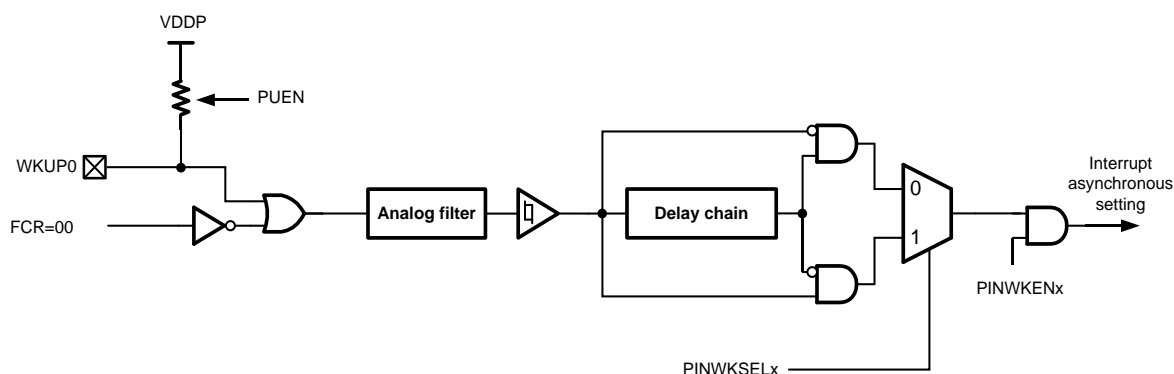 VDDP
PUEN
WKUP0
FCR=00
Analog filter
Delay chain
0
1
Interrupt
asynchronous
setting
PINWKENx
PINWKSELx